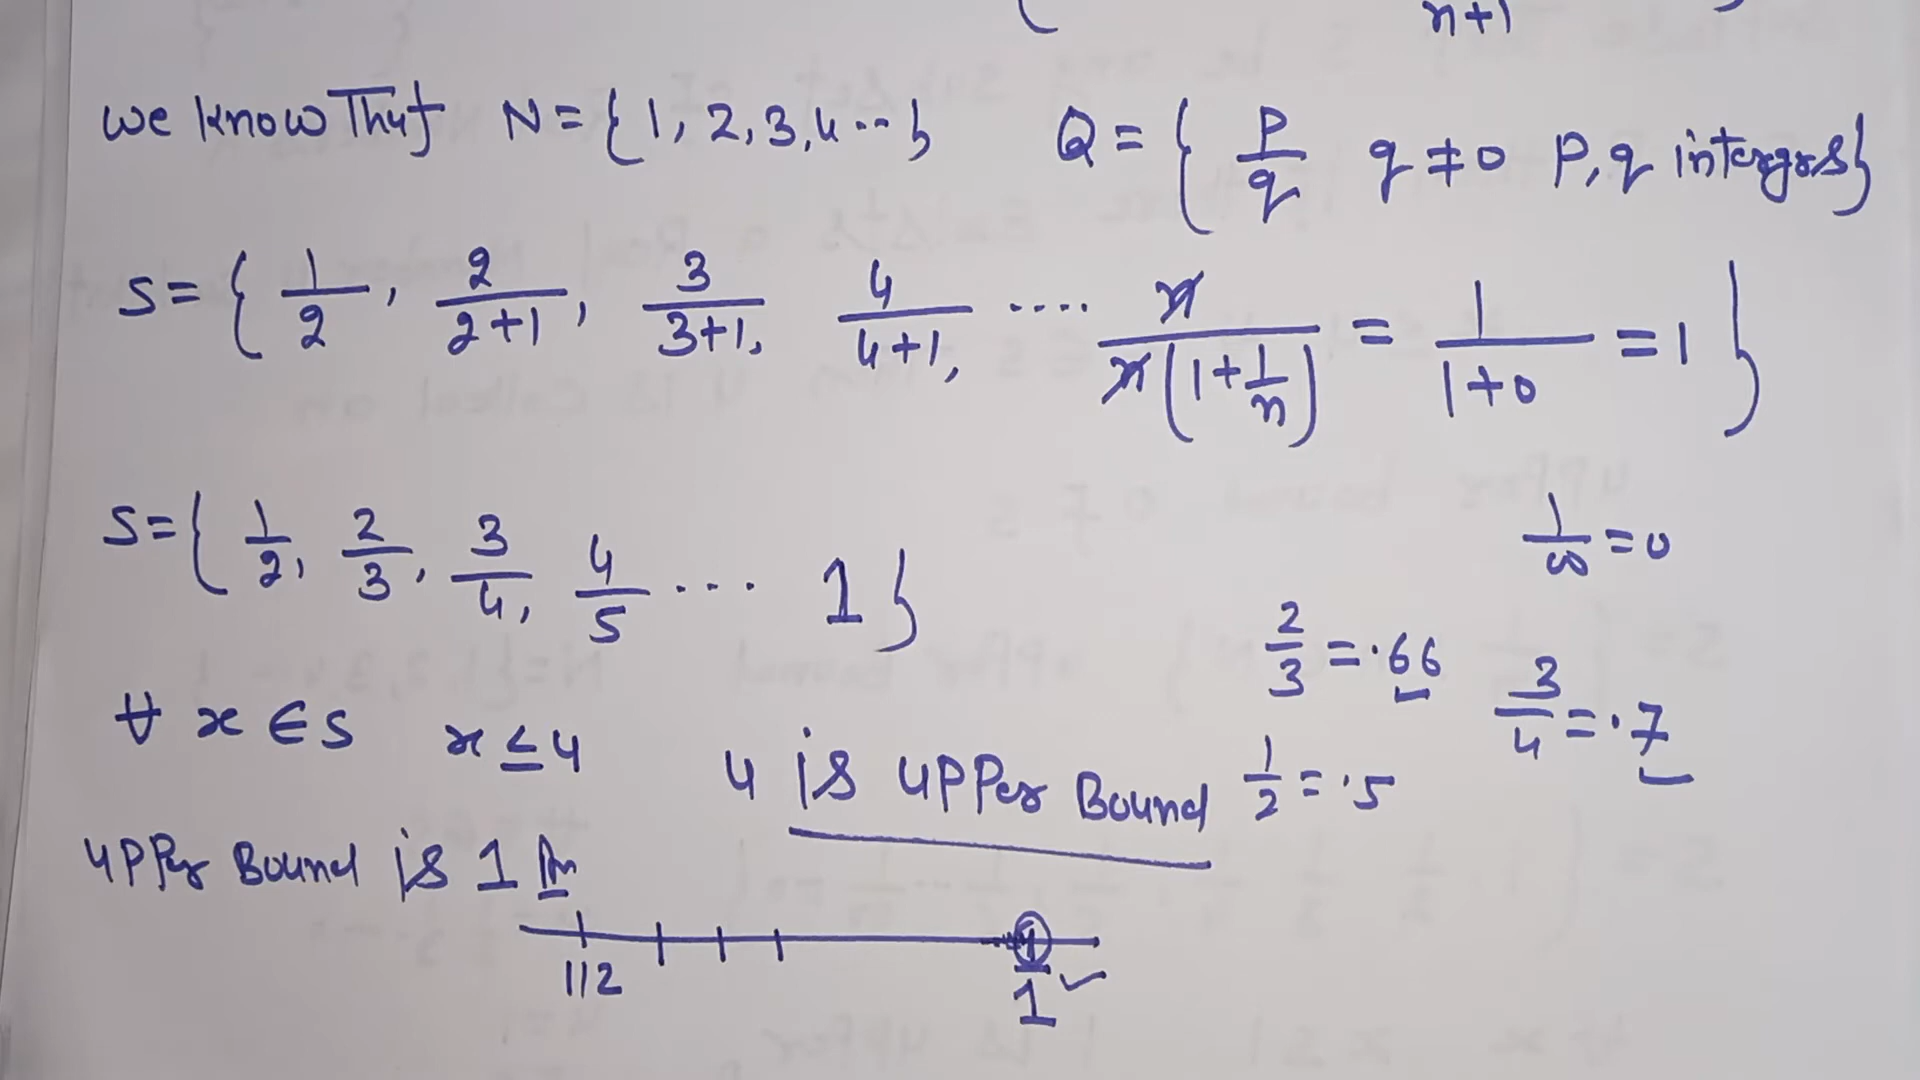 n+1
we know That N={1, 2, 3, 4 ...} Q = { p/q q ≠ 0 P, q intergers}
S= { 1/2, 2/2+1, 3/3+1, 4/4+1, .... n/n(1+1/n) = 1/1+0 = 1 }
S={ 1/2, 2/3, 3/4, 4/5 .... 1 }
1/∞ = 0
2/3 = .66
3/4 = .7
∀ x ∈ S x ≤ 4 u is upper Bound
1/2 = .5
upper Bound is 1
1/2
1